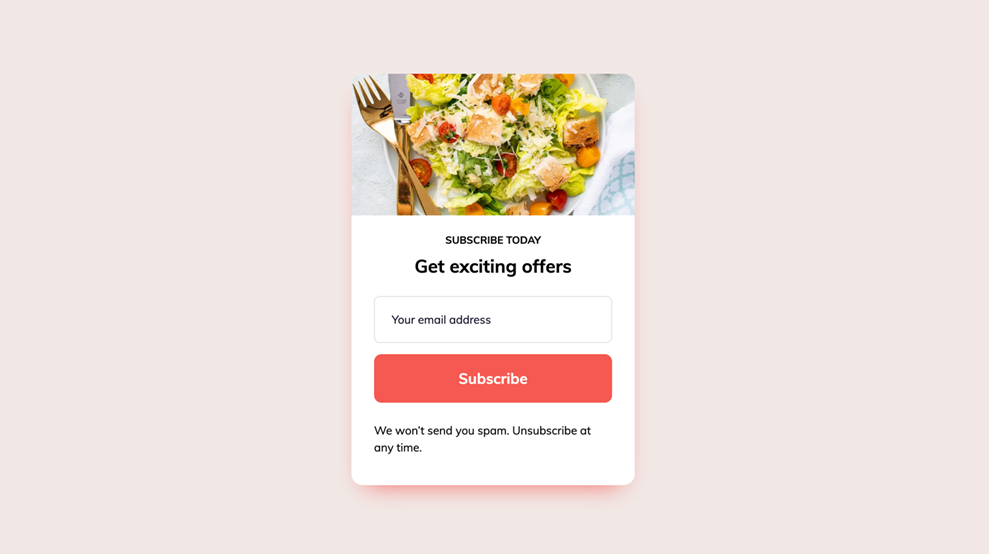 SUBSCRIBE TODAY
Get exciting offers
Your email address
Subscribe
We won't send you spam. Unsubscribe at
any time.